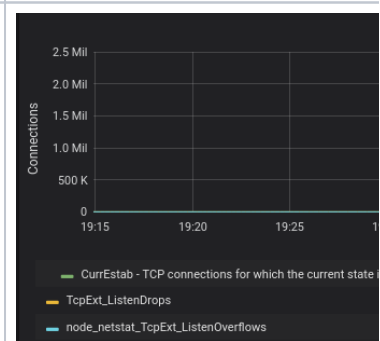 2.5 Mil
2.0 Mil
1.5 Mil
1.0 Mil
500 K
0
Connections
19:15 19:20 19:25
CurrEstab - TCP connections for which the current state
TcpExt_ListenDrops
node_netstat_TcpExt_ListenOverflows